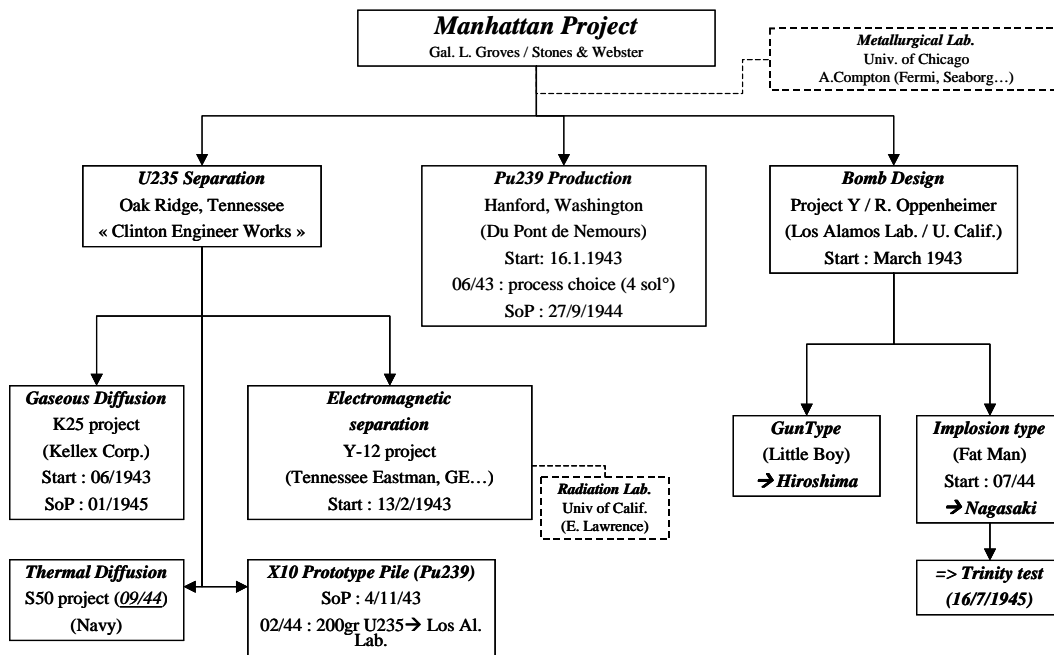 Manhattan Project
Gal. L. Groves / Stones & Webster
Metallurgical Lab.
Univ. of Chicago
A.Compton (Fermi, Seaborg…)
U235 Separation
Oak Ridge, Tennessee
« Clinton Engineer Works »
Pu239 Production
Hanford, Washington
(Du Pont de Nemours)
Start: 16.1.1943
06/43 : process choice (4 sol°)
SoP : 27/9/1944
Bomb Design
Project Y / R. Oppenheimer
(Los Alamos Lab. / U. Calif.)
Start : March 1943
Gaseous Diffusion
K25 project
(Kellex Corp.)
Start : 06/1943
SoP : 01/1945
Electromagnetic
separation
Y-12 project
(Tennessee Eastman, GE…)
Start : 13/2/1943
Radiation Lab.
Univ of Calif.
(E. Lawrence)
GunType
(Little Boy)
→ Hiroshima
Implosion type
(Fat Man)
Start : 07/44
→ Nagasaki
Thermal Diffusion
S50 project (09/44)
(Navy)
X10 Prototype Pile (Pu239)
SoP : 4/11/43
02/44 : 200gr U235→ Los Al.
Lab.
=> Trinity test
(16/7/1945)